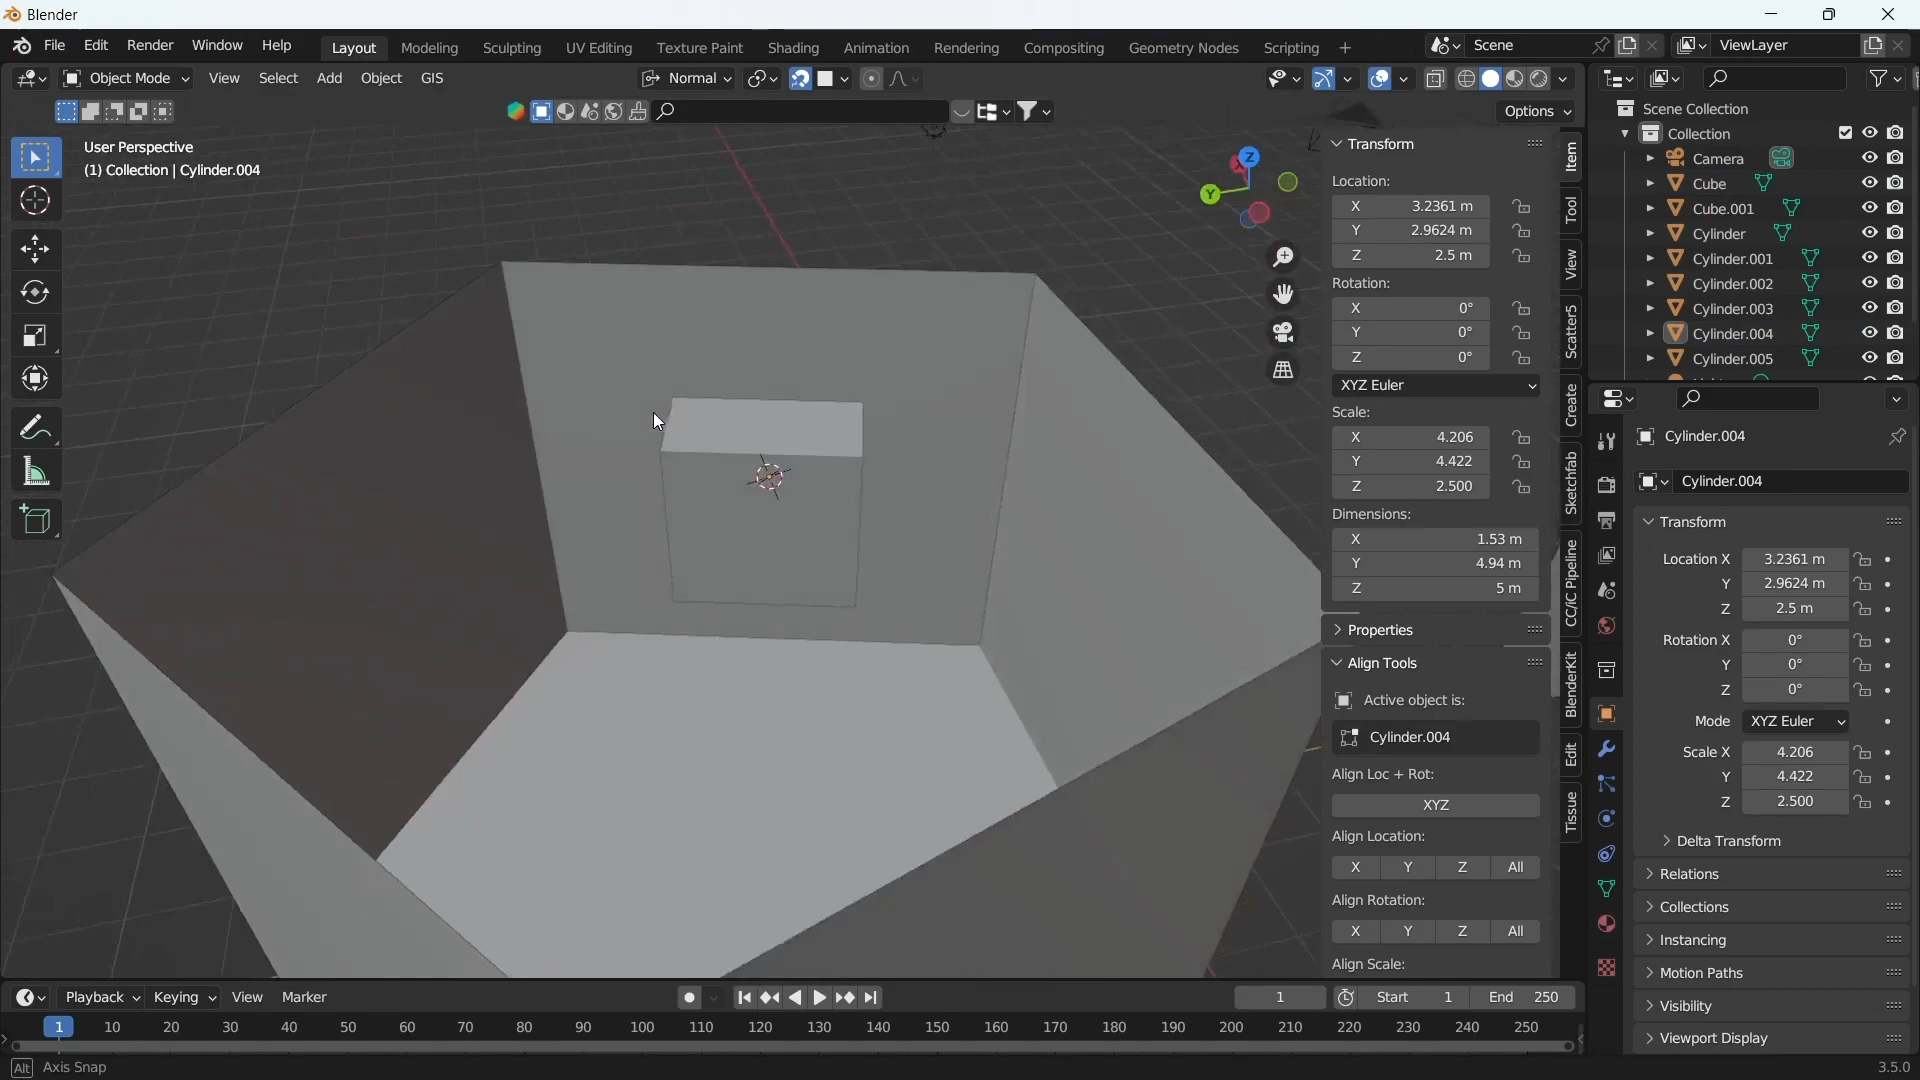 Blender
File Edit Render Window Help Layout Modeling Sculpting UV Editing Texture Paint Shading Animation Rendering Compositing Geometry Nodes Scripting + Scene ViewLayer
Object Mode View Select Add Object GIS Normal
Options
User Perspective
(1) Collection | Cylinder.004
Z
Y
Transform
Location:
X 3.2361 m
Y 2.9624 m
Z 2.5 m
Rotation:
X 0°
Y 0°
Z 0°
XYZ Euler
Scale:
X 4.206
Y 4.422
Z 2.500
Dimensions:
X 1.53 m
Y 4.94 m
Z 5 m
Properties
Align Tools
Active object is:
Cylinder.004
Align Loc + Rot:
XYZ
Align Location:
X Y Z All
Align Rotation:
X Y Z All
Align Scale:
Item
Tool
View
Scatter5
Create
Sketchfab
CC/iC Pipeline
BlenderKit
Edit
Tissue
Scene Collection
Collection
Camera
Cube
Cube.001
Cylinder
Cylinder.001
Cylinder.002
Cylinder.003
Cylinder.004
Cylinder.005
Cylinder.004
Cylinder.004
Transform
Location X 3.2361 m
Y 2.9624 m
Z 2.5 m
Rotation X 0°
Y 0°
Z 0°
Mode XYZ Euler
Scale X 4.206
Y 4.422
Z 2.500
Delta Transform
Relations
Collections
Instancing
Motion Paths
Visibility
Viewport Display
Playback Keying View Marker 1 Start 1 End 250
1 10 20 30 40 50 60 70 80 90 100 110 120 130 140 150 160 170 180 190 200 210 220 230 240 250
Alt Axis Snap 3.5.0